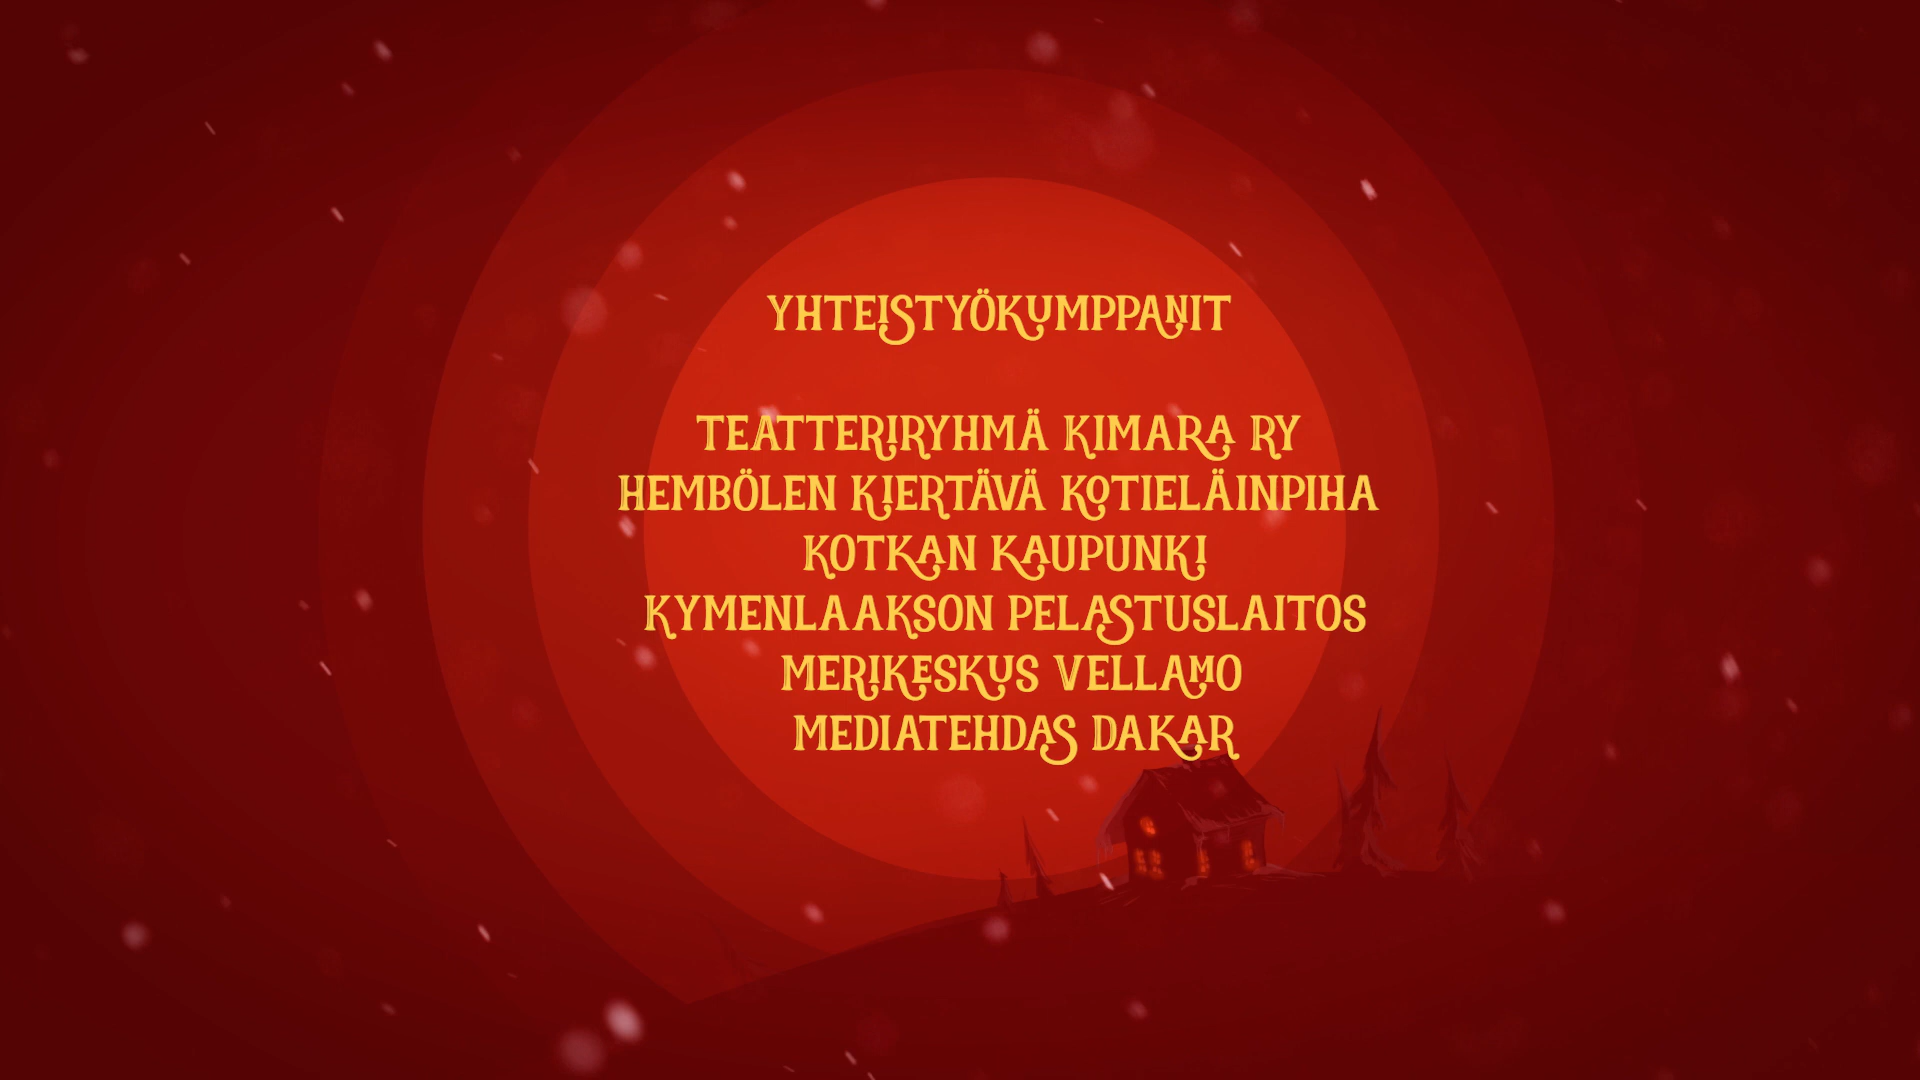 YHTEISTYÖKUMPPANIT
TEATTERIRYHMÄ KIMARA RY
HEMBÖLEN KIERTÄVÄ KOTIELÄINPIHA
KOTKAN KAUPUNKI
KYMENLAAKSON PELASTUSLAITOS
MERIKESKUS VELLAMO
MEDIATEHDAS DAKAR